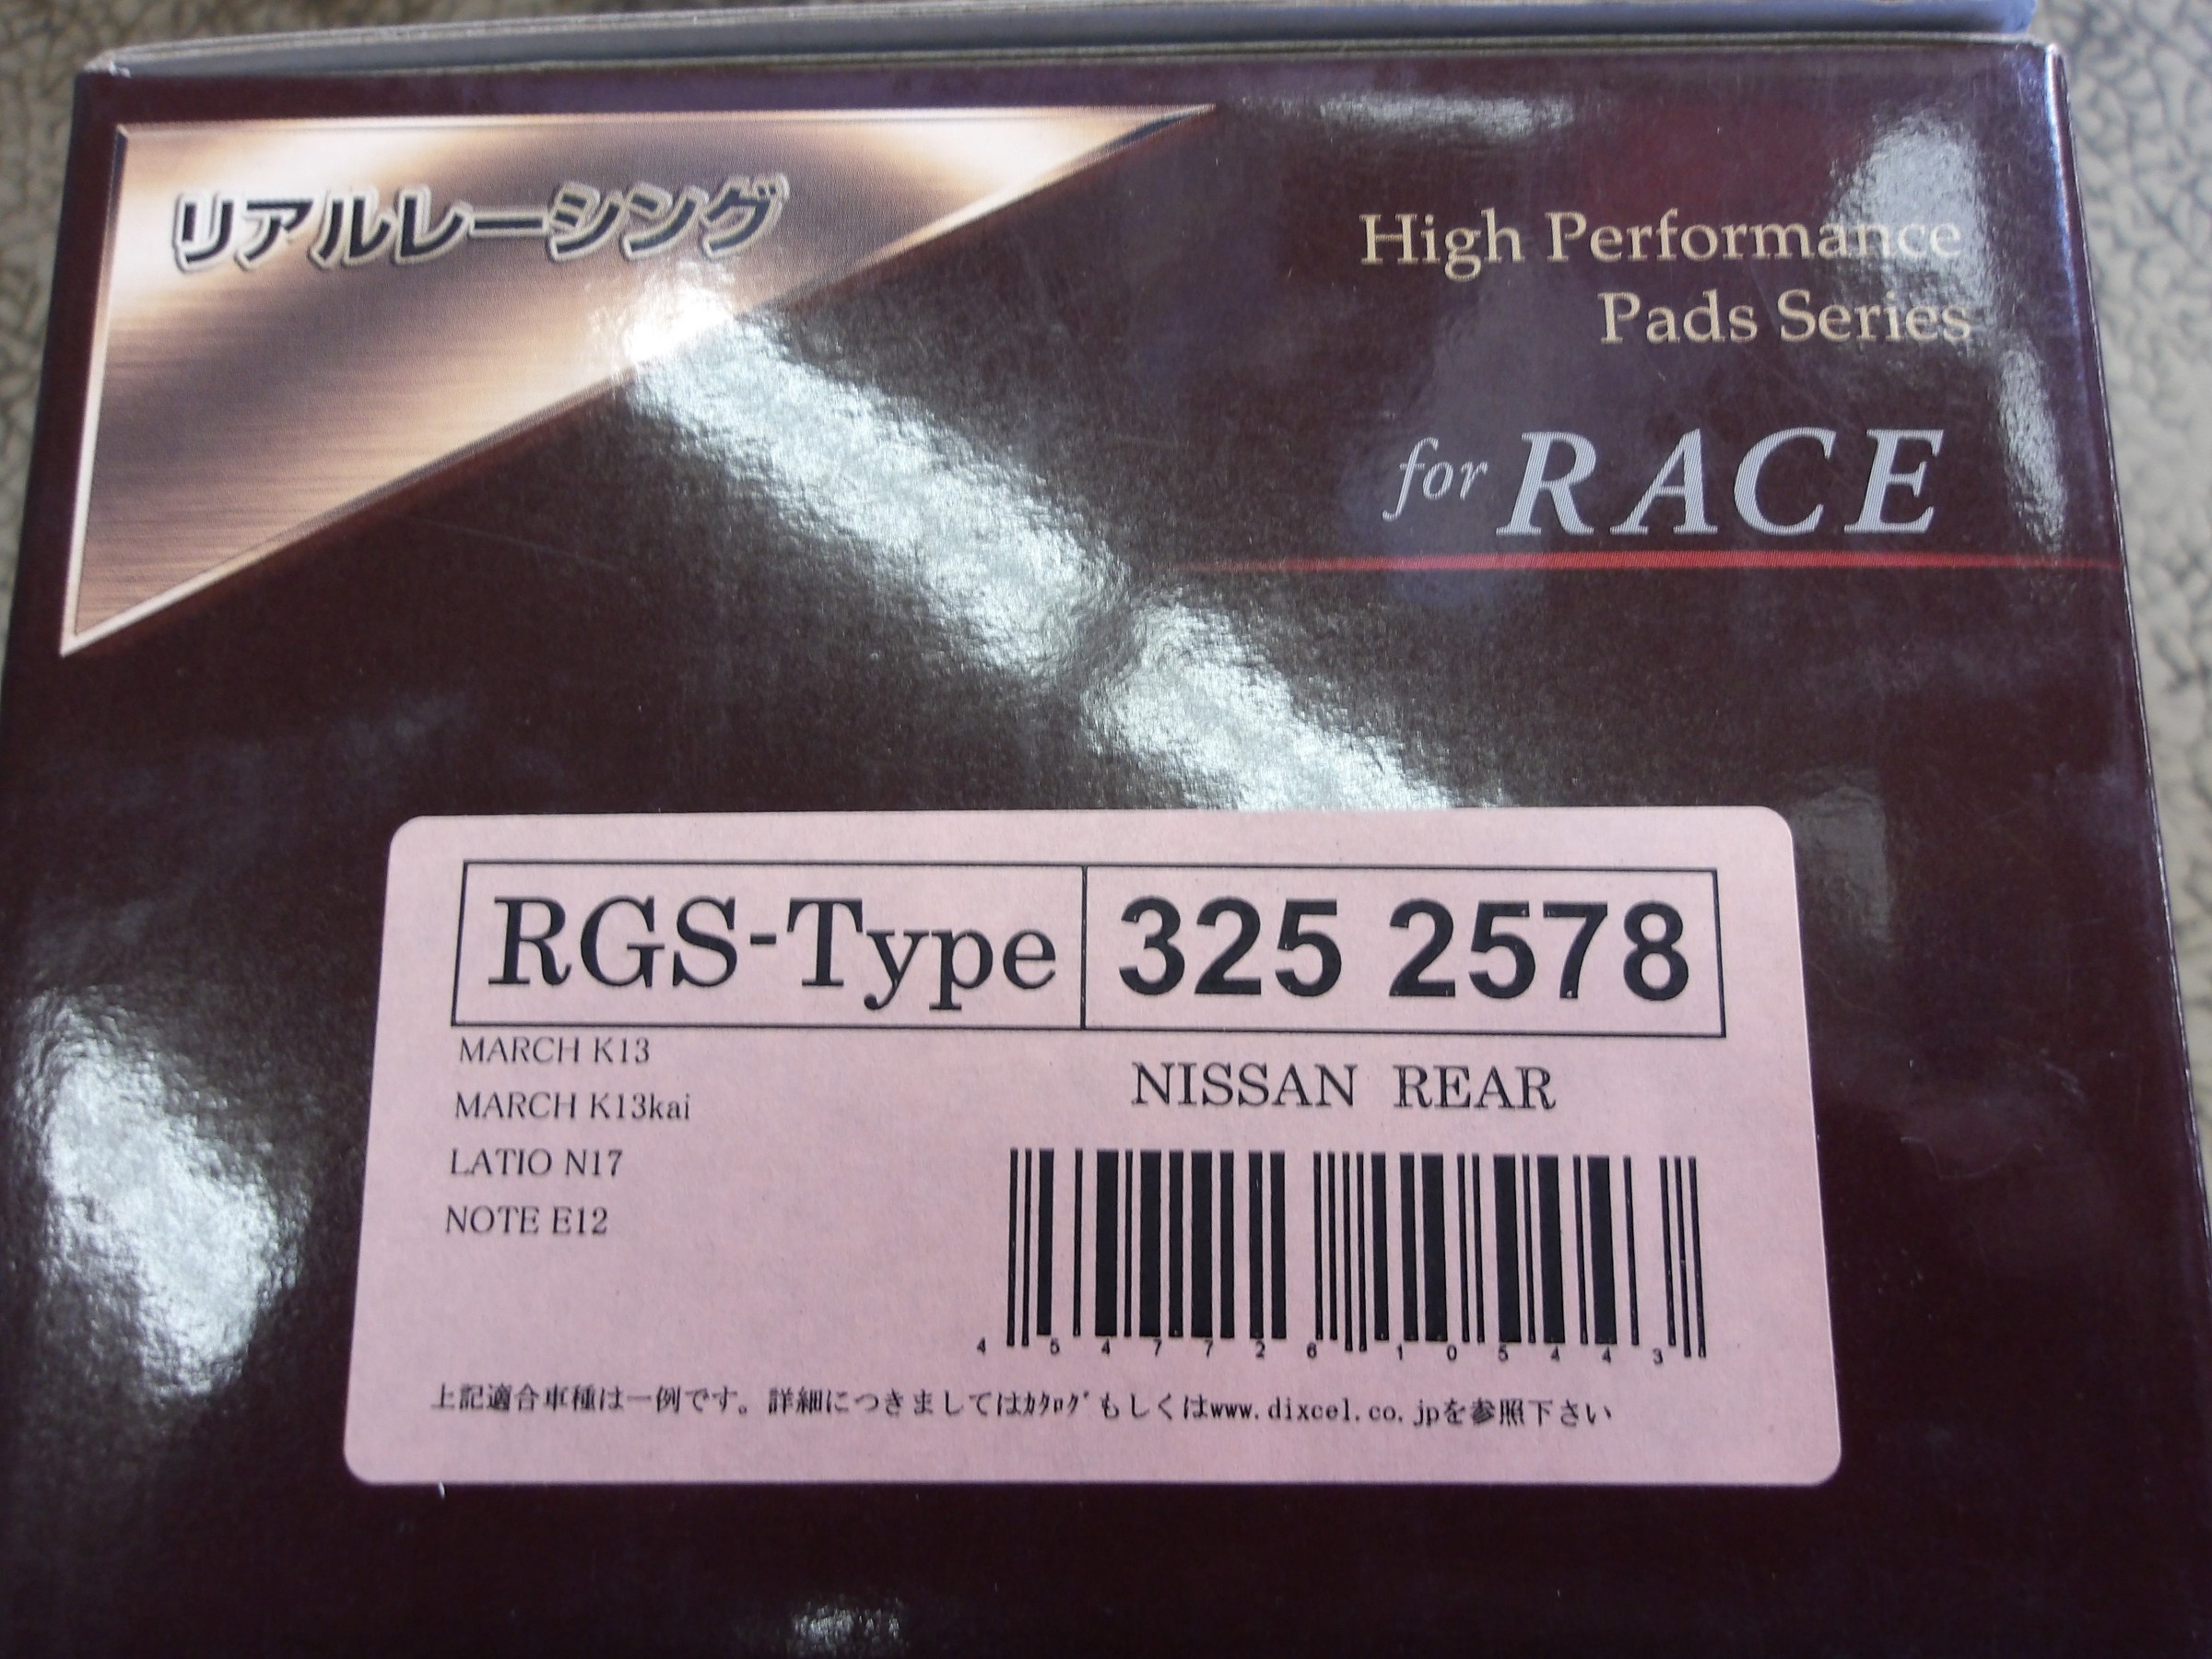 リアルレーシング
High Performance
Pads Series
for RACE
RGS-Type 325 2578
MARCH K13
MARCH K13kai
LATIO N17
NOTE E12
NISSAN REAR
4 547726 105443
上記適合車種は一例です。詳細につきましてはｶﾀﾛｸﾞもしくはwww.dixcel.co.jpを参照下さい